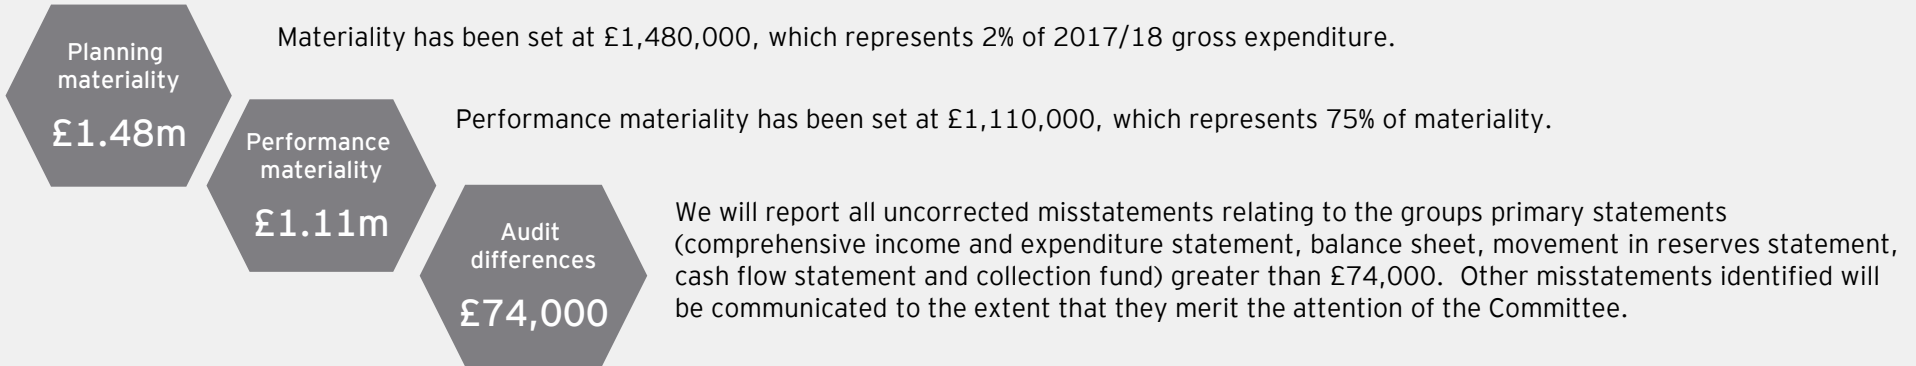 Planning
materiality
£1.48m
Materiality has been set at £1,480,000, which represents 2% of 2017/18 gross expenditure.
Performance
materiality
£1.11m
Performance materiality has been set at £1,110,000, which represents 75% of materiality.
Audit
differences
£74,000
We will report all uncorrected misstatements relating to the groups primary statements
(comprehensive income and expenditure statement, balance sheet, movement in reserves statement,
cash flow statement and collection fund) greater than £74,000.  Other misstatements identified will
be communicated to the extent that they merit the attention of the Committee.